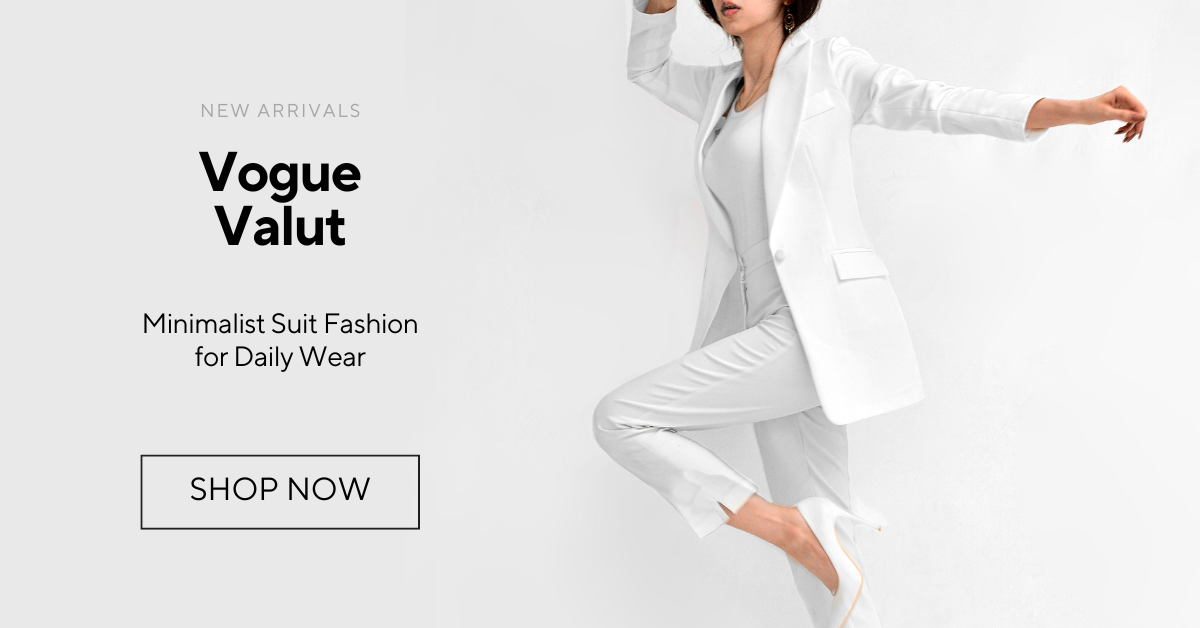 NEW ARRIVALS
Vogue
Valut
Minimalist Suit Fashion
for Daily Wear
SHOP NOW